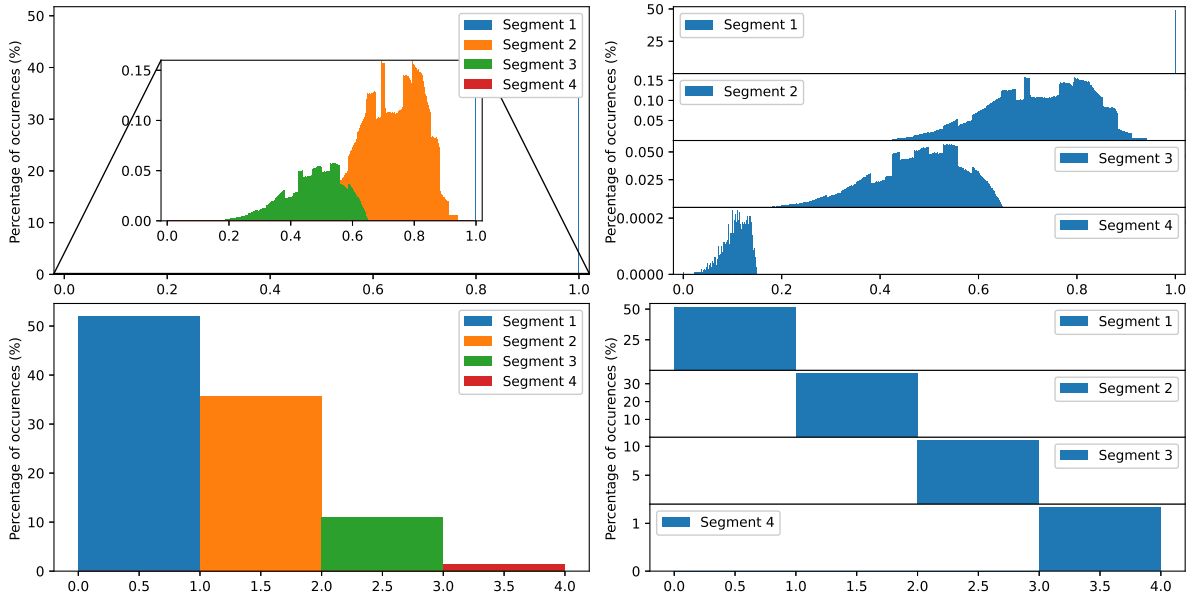 Percentage of occurences (%)
50
40
30
20
10
0
0.0 0.2 0.4 0.6 0.8 1.0
Segment 1
Segment 2
Segment 3
Segment 4
0.15
0.10
0.05
0.00
0.0 0.2 0.4 0.6 0.8 1.0
Percentage of occurrences (%)
50
25
Segment 1
0.15
0.10
0.05
Segment 2
0.050
0.025
Segment 3
0.0002
0.0000
Segment 4
0.0 0.2 0.4 0.6 0.8 1.0
Percentage of occurences (%)
50
40
30
20
10
0
0.0 0.5 1.0 1.5 2.0 2.5 3.0 3.5 4.0
Segment 1
Segment 2
Segment 3
Segment 4
Percentage of occurences (%)
50
25
Segment 1
30
20
10
Segment 2
10
5
Segment 3
1
0
Segment 4
0.0 0.5 1.0 1.5 2.0 2.5 3.0 3.5 4.0